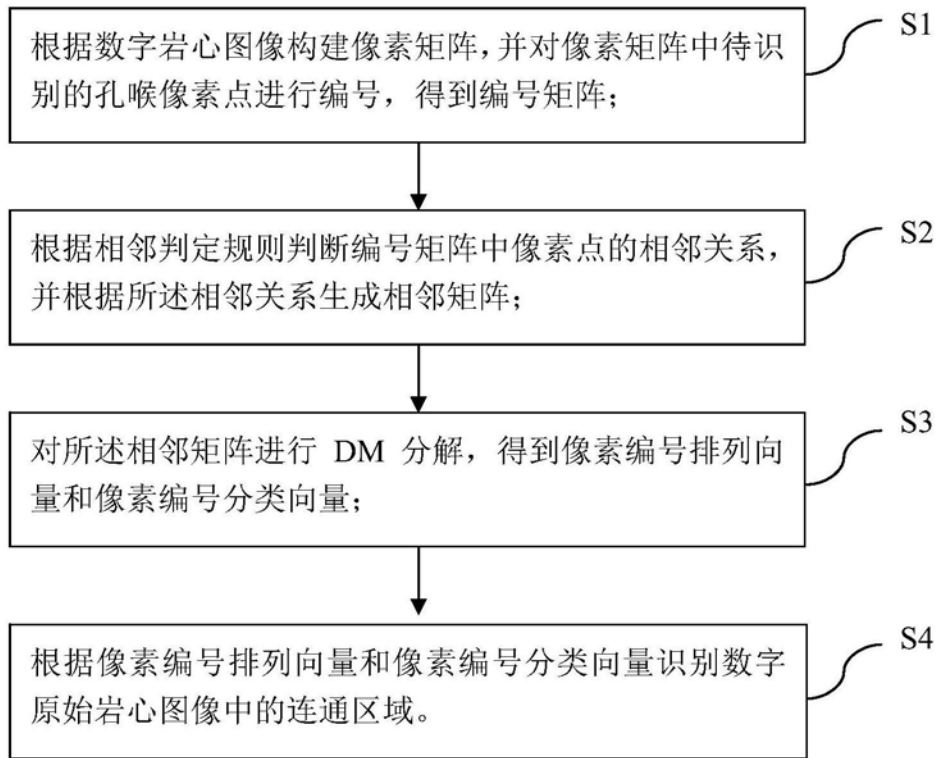 根据数字岩心图像构建像素矩阵，并对像素矩阵中待识
别的孔喉像素点进行编号，得到编号矩阵；
S1
根据相邻判定规则判断编号矩阵中像素点的相邻关系，
并根据所述相邻关系生成相邻矩阵；
S2
对所述相邻矩阵进行 DM 分解，得到像素编号排列向
量和像素编号分类向量；
S3
根据像素编号排列向量和像素编号分类向量识别数字
原始岩心图像中的连通区域。
S4